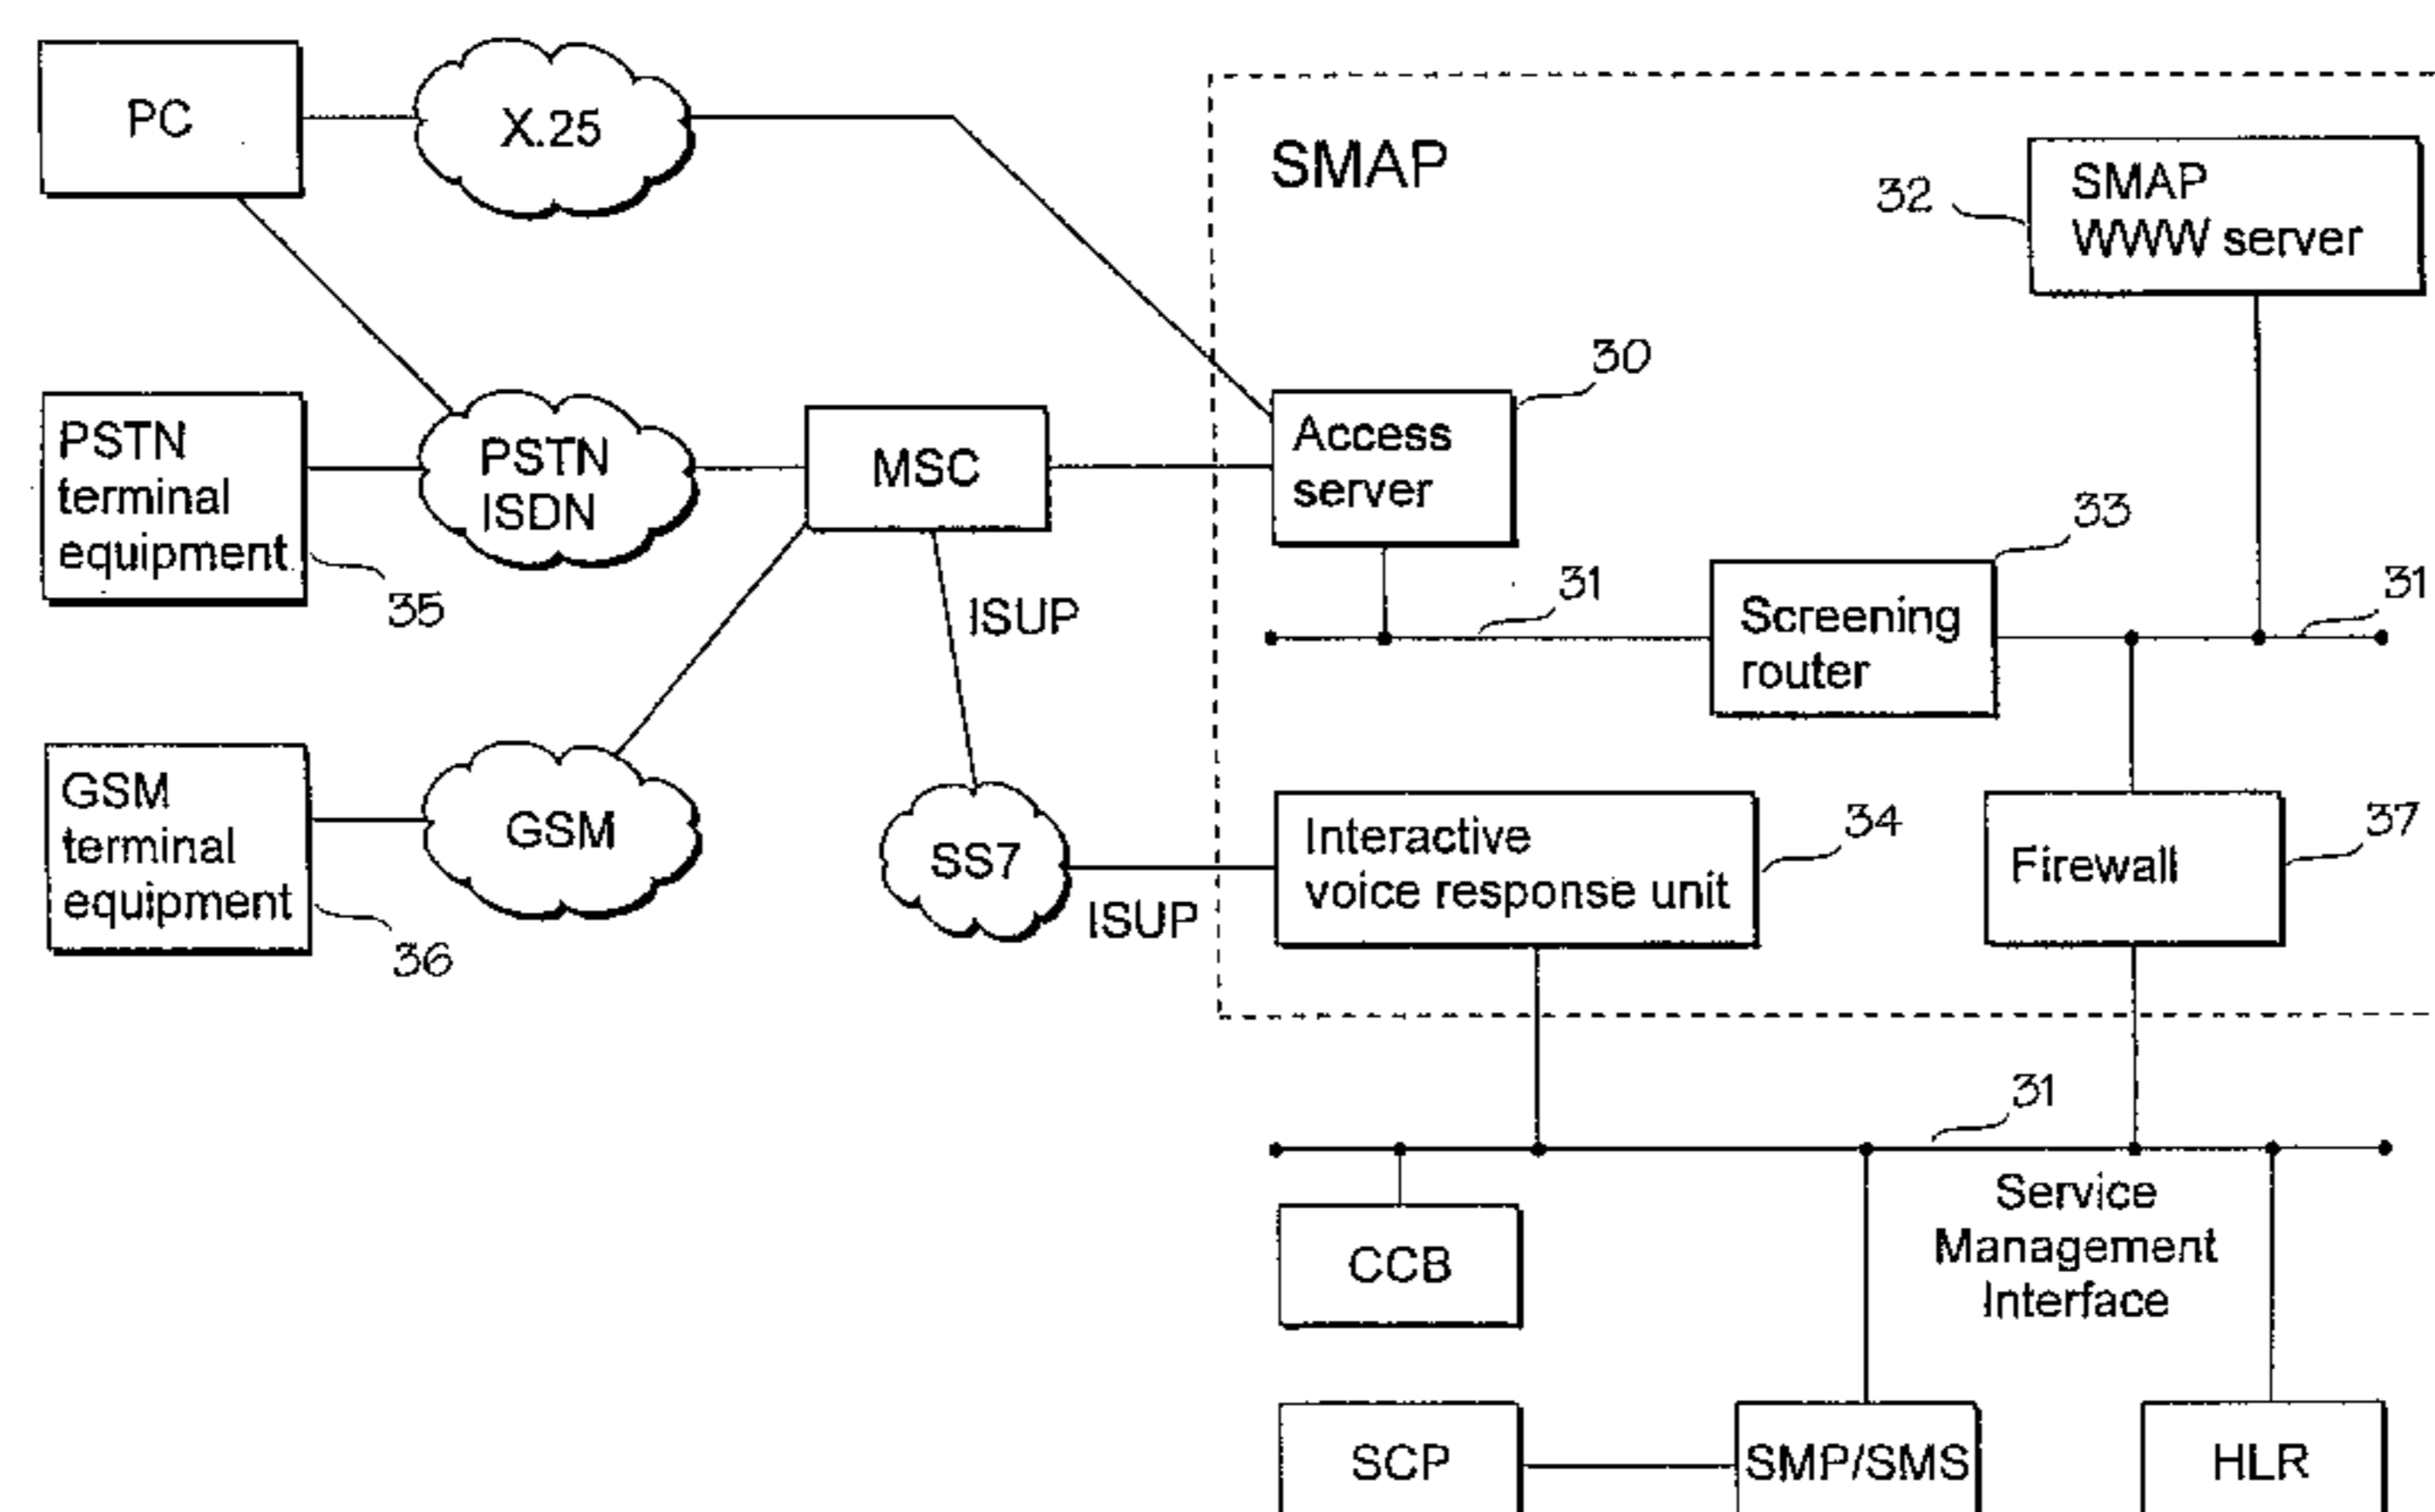 PC
X.25
SMAP
32
SMAP
WWW server
30
PSTN
terminal
equipment
35
PSTN
ISDN
MSC
Access
server
33
ISUP
31
Screening
router
31
GSM
terminal
equipment
36
GSM
SS7
ISUP
Interactive
voice response unit
34
Firewall
37
31
Service
Management
Interface
CCB
SCP
SMP/SMS
HLR